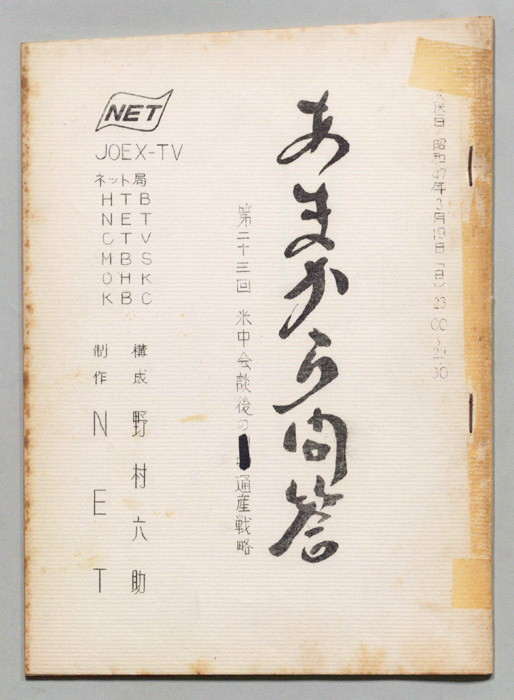 放送日 昭和47年3月19日(日) 23:00〜23:30
あまから問答
第二十三回 米中会談後の 通産戦略
NET
JOEX-TV
ネット局
HTB
NET
CTV
MBS
OHK
KBC
構成 野村六助
制作 NET